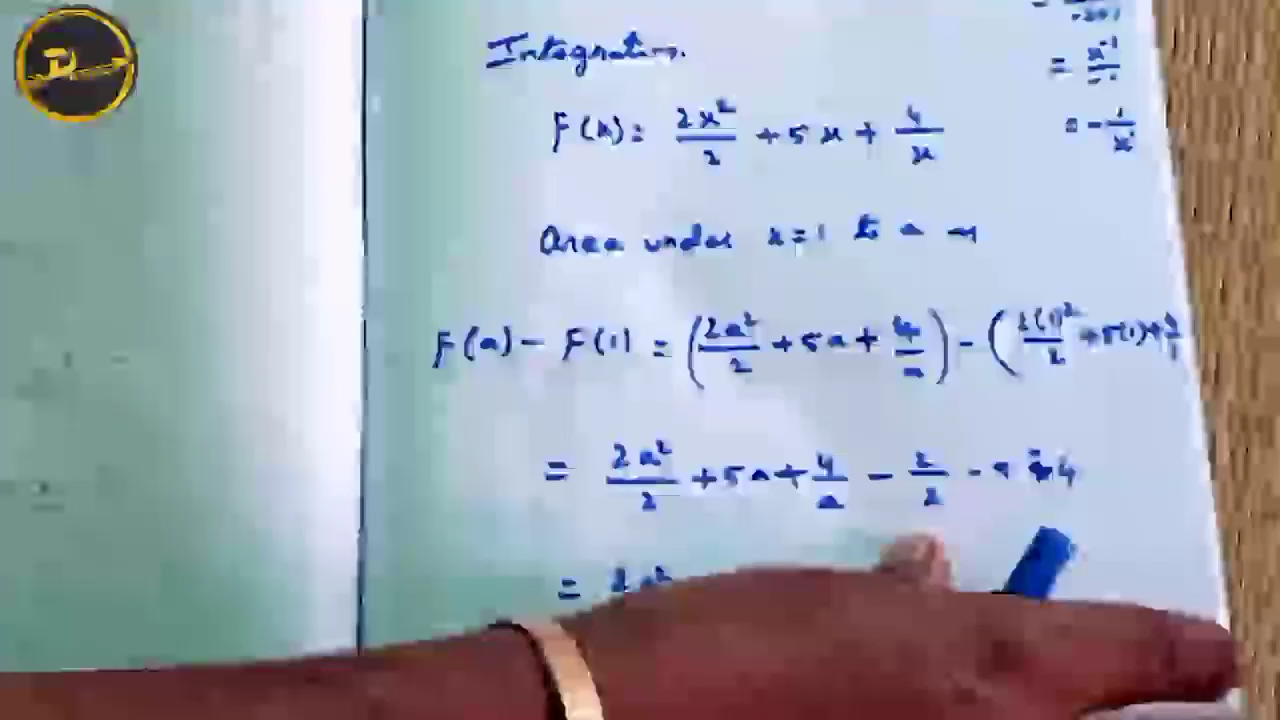 Integration.
= x⁻¹/-1
= -1/x
F(x) = 2x²/2 + 5x + 4/x
Area under x=1 to a
F(a) - F(1) = (2a²/2 + 5a + 4/a) - (2(1)²/2 + 5(1) + 4/1
= 2a²/2 + 5a + 4/a - 2/2 - 4
= 2a²